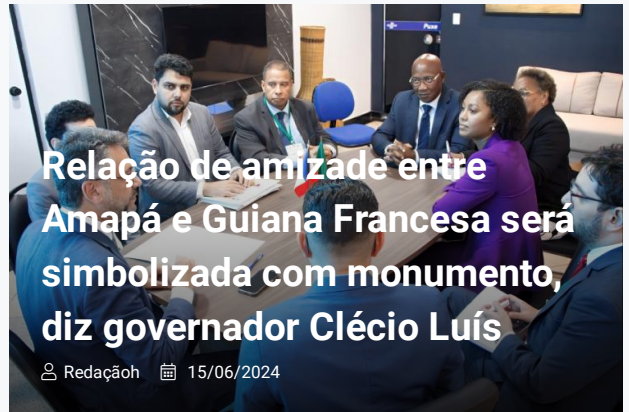 Relação de amizade entre
Amapá e Guiana Francesa será
simbolizada com monumento,
diz governador Clécio Luís
Redaçãoh 15/06/2024